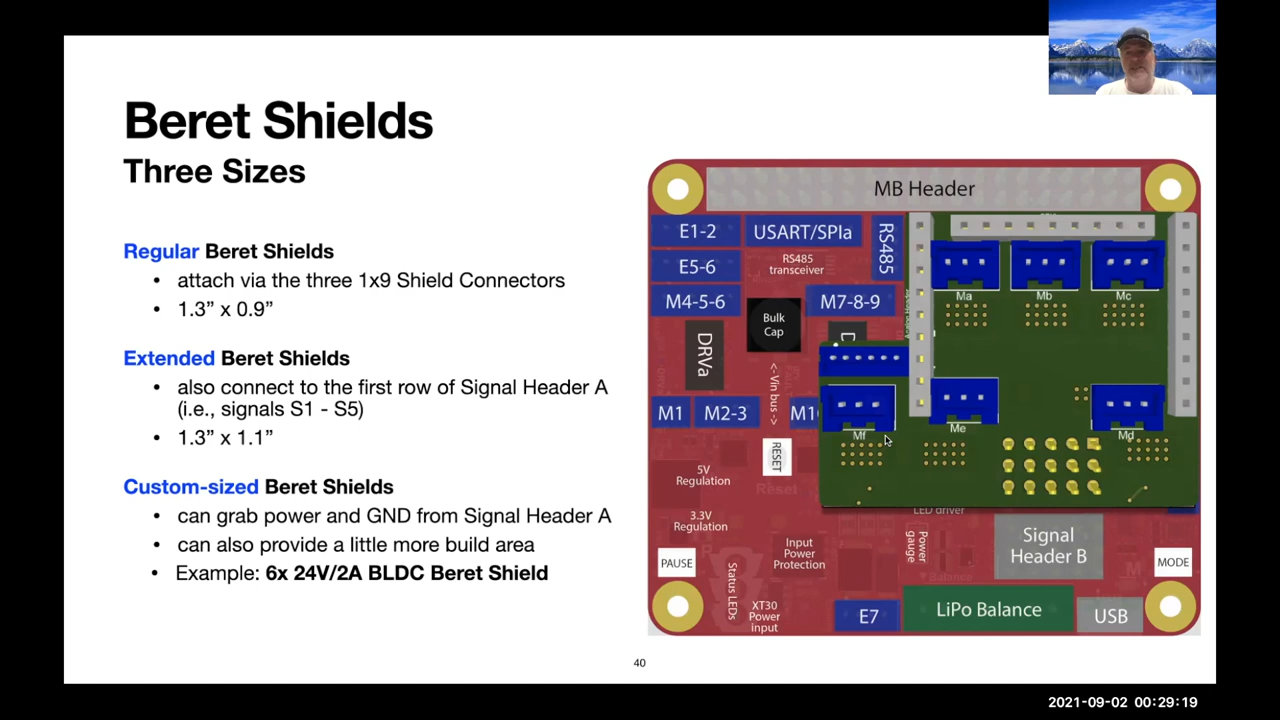 Beret Shields
Three Sizes
Regular Beret Shields
• attach via the three 1x9 Shield Connectors
• 1.3” x 0.9”
Extended Beret Shields
• also connect to the first row of Signal Header A
(i.e., signals S1 - S5)
• 1.3” x 1.1”
Custom-sized Beret Shields
• can grab power and GND from Signal Header A
• can also provide a little more build area
• Example: 6x 24V/2A BLDC Beret Shield
MB Header
E1-2
USART/SPIa
RS485
E5-6
RS485
transceiver
M4-5-6
M7-8-9
Ma
Mb
Mc
Bulk
Cap
DRVa
D
<- Vin bus ->
M1
M2-3
M10
Mf
Me
Md
RESET
Reset
5V
Regulation
3.3V
Regulation
Input
Power
Protection
LED driver
Power
gauge
Signal
Header B
PAUSE
MODE
Status LEDs
XT30
Power
input
Balance
E7
LiPo Balance
USB
40
2021-09-02 00:29:19